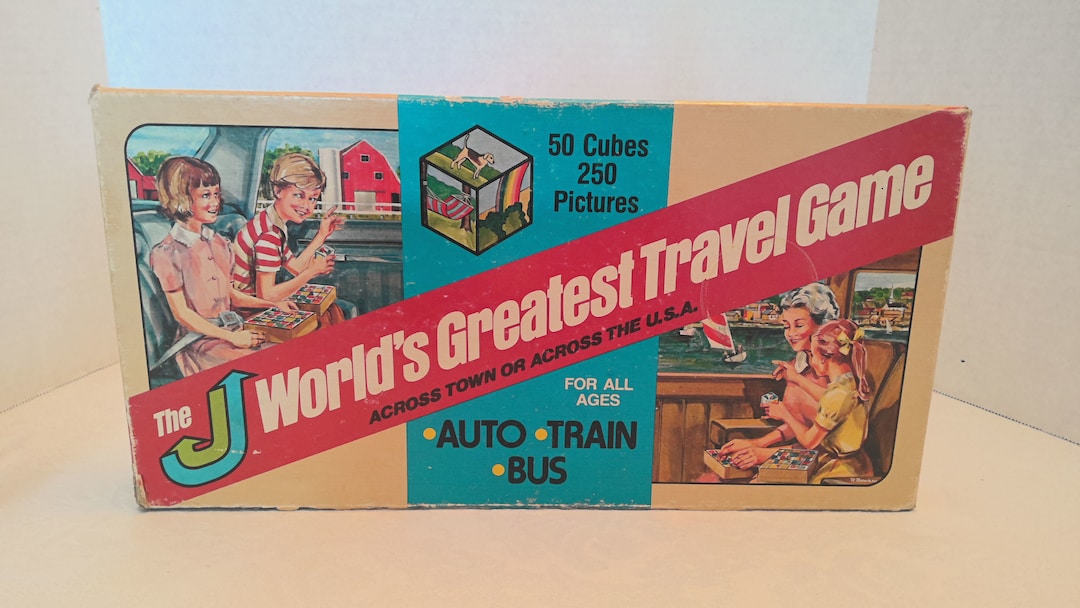 50 Cubes
250
Pictures
The J World's Greatest Travel Game
ACROSS TOWN OR ACROSS THE U.S.A.
FOR ALL
AGES
•AUTO •TRAIN
•BUS